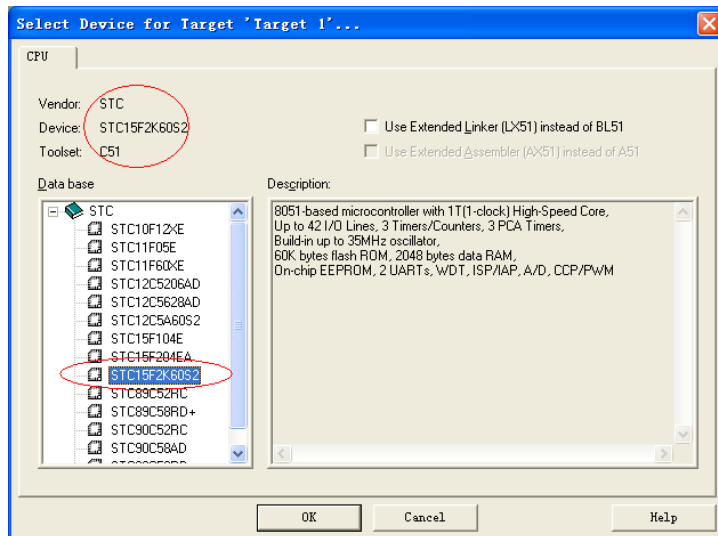 Select Device for Target 'Target 1'...
CPU
Vendor: STC
Device: STC15F2K60S2
Toolset: C51
Use Extended Linker (LX51) instead of BL51
Use Extended Assembler (AX51) instead of A51
Data base
Description:
STC
STC10F12XE
STC11F05E
STC11F60XE
STC12C5206AD
STC12C5628AD
STC12C5A60S2
STC15F104E
STC15F204EA
STC15F2K60S2
STC89C52RC
STC89C58RD+
STC90C52RC
STC90C58AD
8051-based microcontroller with 1T(1-clock) High-Speed Core,
Up to 42 I/O Lines, 3 Timers/Counters, 3 PCA Timers,
Build-in up to 35MHz oscillator,
60K bytes flash ROM, 2048 bytes data RAM,
On-chip EEPROM, 2 UARTs, WDT, ISP/IAP, A/D, CCP/PWM
OK
Cancel
Help